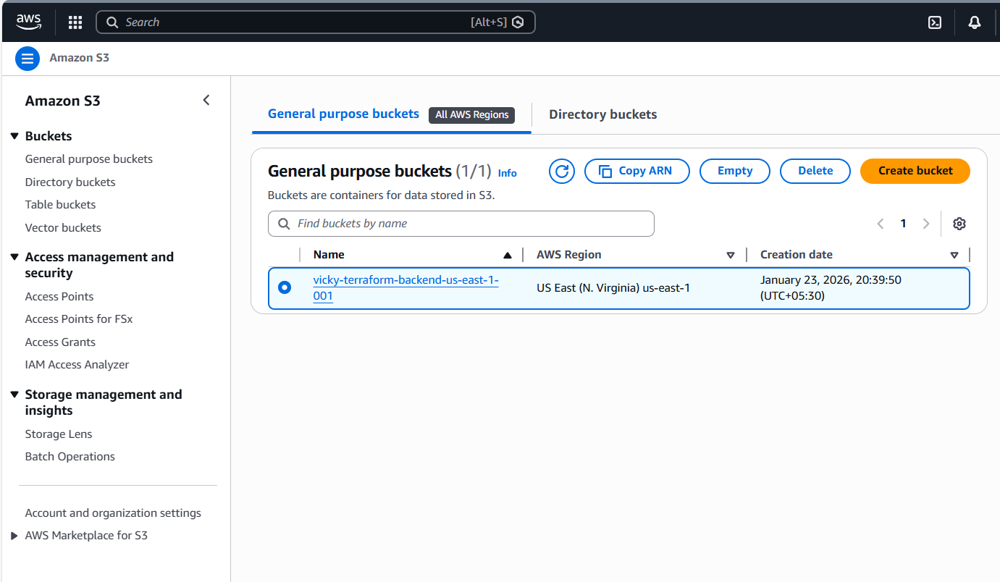 aws
Search [Alt+S]
Amazon S3
Amazon S3
Buckets
General purpose buckets
Directory buckets
Table buckets
Vector buckets
Access management and
security
Access Points
Access Points for FSx
Access Grants
IAM Access Analyzer
Storage management and
insights
Storage Lens
Batch Operations
Account and organization settings
AWS Marketplace for S3
General purpose buckets All AWS Regions Directory buckets
General purpose buckets (1/1) Info Copy ARN Empty Delete Create bucket
Buckets are containers for data stored in S3.
Find buckets by name 1
Name AWS Region Creation date
vicky-terraform-backend-us-east-1-
001
US East (N. Virginia) us-east-1
January 23, 2026, 20:39:50
(UTC+05:30)